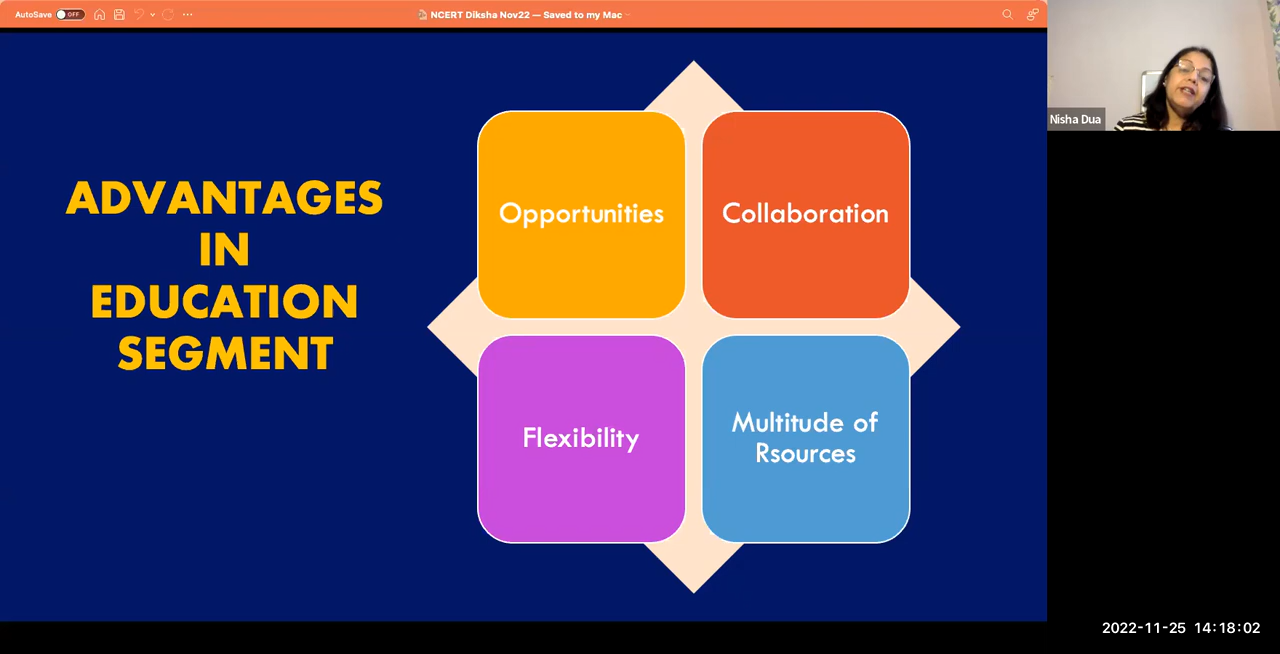 AutoSave OFF
NCERT Diksha Nov22 — Saved to my Mac
ADVANTAGES
IN
EDUCATION
SEGMENT
Opportunities
Collaboration
Flexibility
Multitude of
Rsources
Nisha Dua
2022-11-25 14:18:02